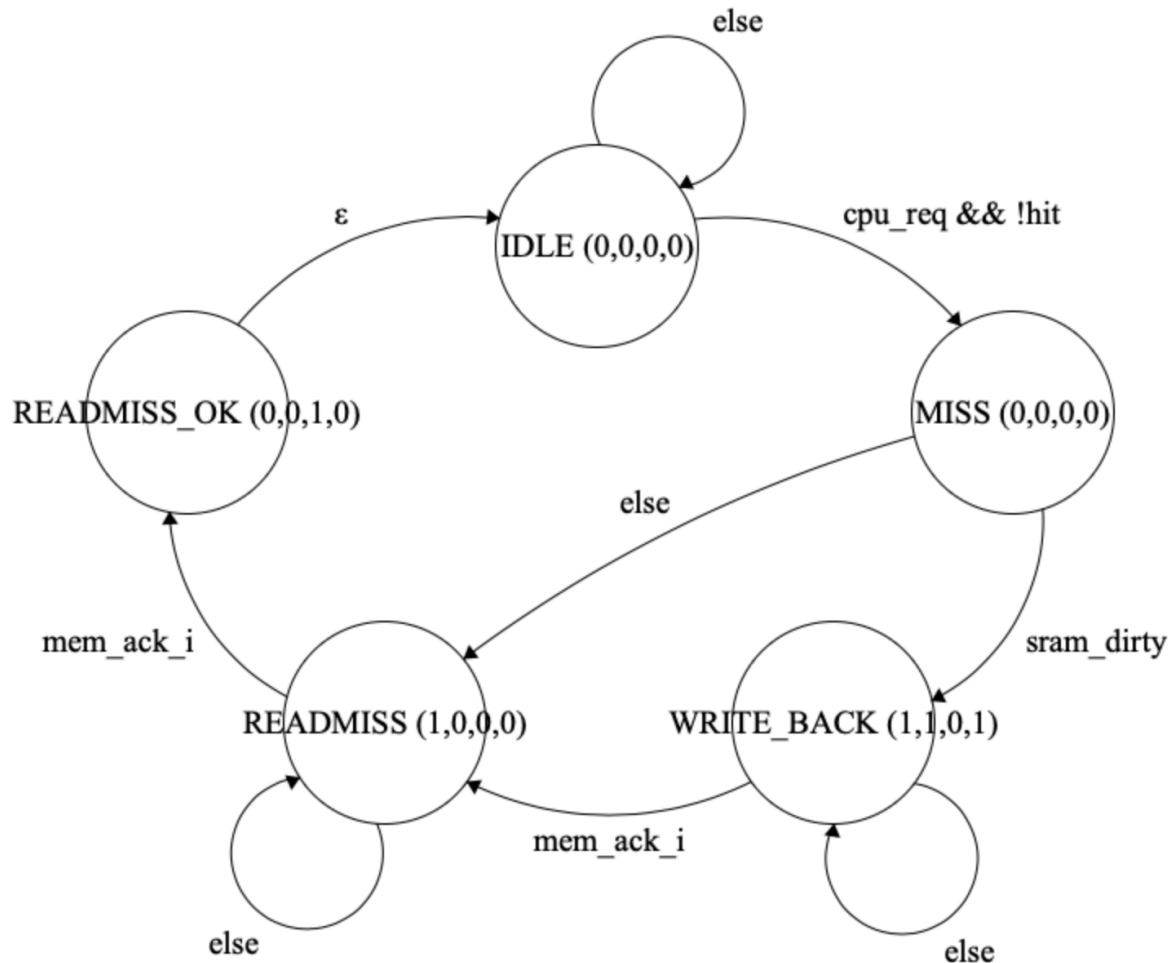 else
ε
cpu_req && !hit
IDLE (0,0,0,0)
READMISS_OK (0,0,1,0)
MISS (0,0,0,0)
else
mem_ack_i
sram_dirty
READMISS (1,0,0,0)
WRITE_BACK (1,1,0,1)
mem_ack_i
else
else